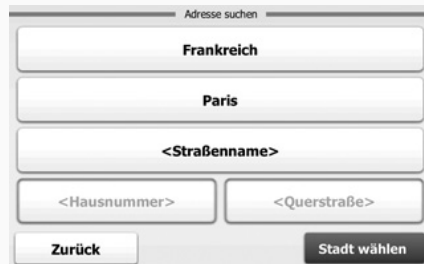 Adresse suchen
Frankreich
Paris
<Straßenname>
<Hausnummer> <Querstraße>
Zurück Stadt wählen